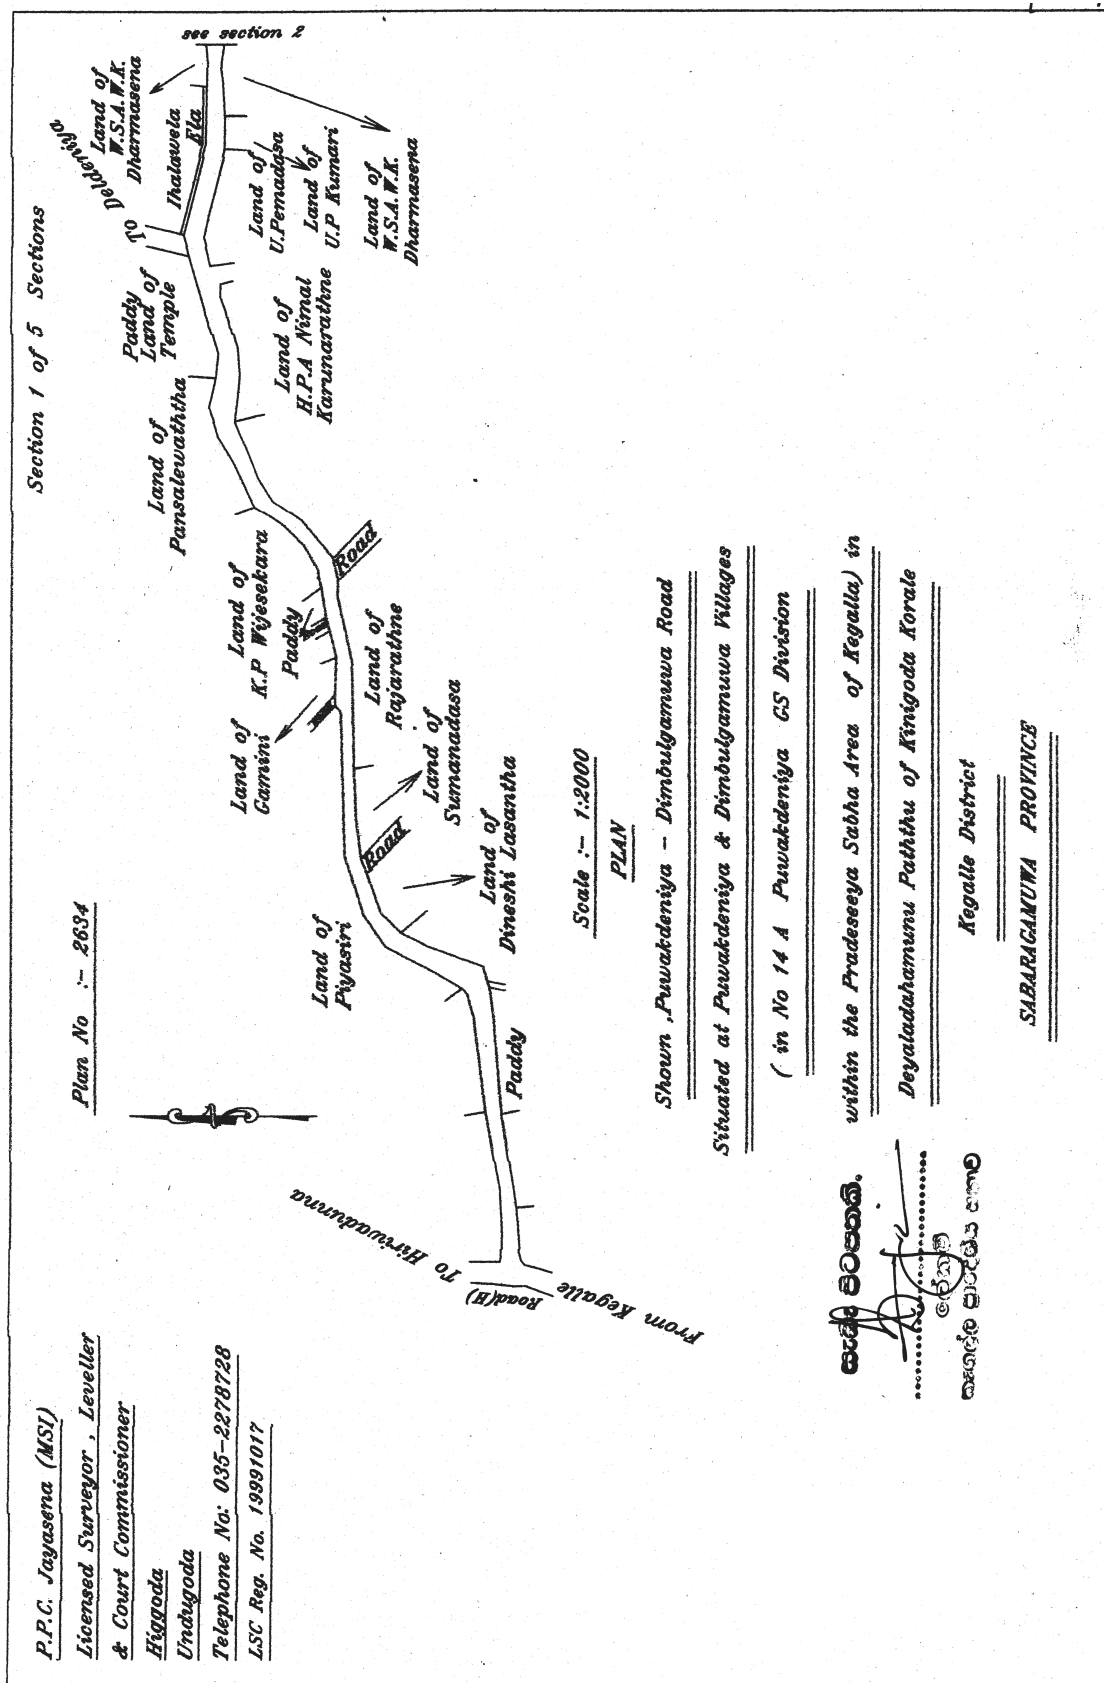 P.P.C. Jayasena (MSI)
Licensed Surveyor , Leveller
& Court Commissioner
Higgoda
Undugoda
Telephone No: 035-2278728
LSC Reg. No. 19991017
Plan No :- 2634
Section 1 of 5 Sections
see section 2
Land of
W.S.A.W.K.
Dharmasena
To Deldeniya
Ihalawela
Ela
Paddy
Land of
Temple
Land of
Pansalewaththa
Land of
U.Pemadasa
Land of
U.P Kumari
Land of
W.S.A.W.K.
Dharmasena
Land of
H.P.A Nimal
Karunarathne
Land of
K.P Wijesekara
Paddy
Road
Land of
Rajarathne
Land of
Gamini
Land of
Sumanadasa
Road
Land of
Dineshi Lasantha
Land of
Piyasiri
Paddy
To Hiriwadunna
Road(H)
From Kegalle
Scale :- 1:2000
PLAN
Shown ,Puwakdeniya - Dimbulgamuwa Road
Situated at Puwakdeniya & Dimbulgamuwa Villages
( in No 14 A Puwakdeniya GS Division
within the Pradeseeya Sabha Area of Kegalla) in
Deyaladahamunu Paththu of Kinigoda Korale
Kegalle District
SABARAGAMUWA PROVINCE
සැබෑ පිටපතකි.
ලේකම්
කෑගල්ල ප්‍රාදේශීය සභාව